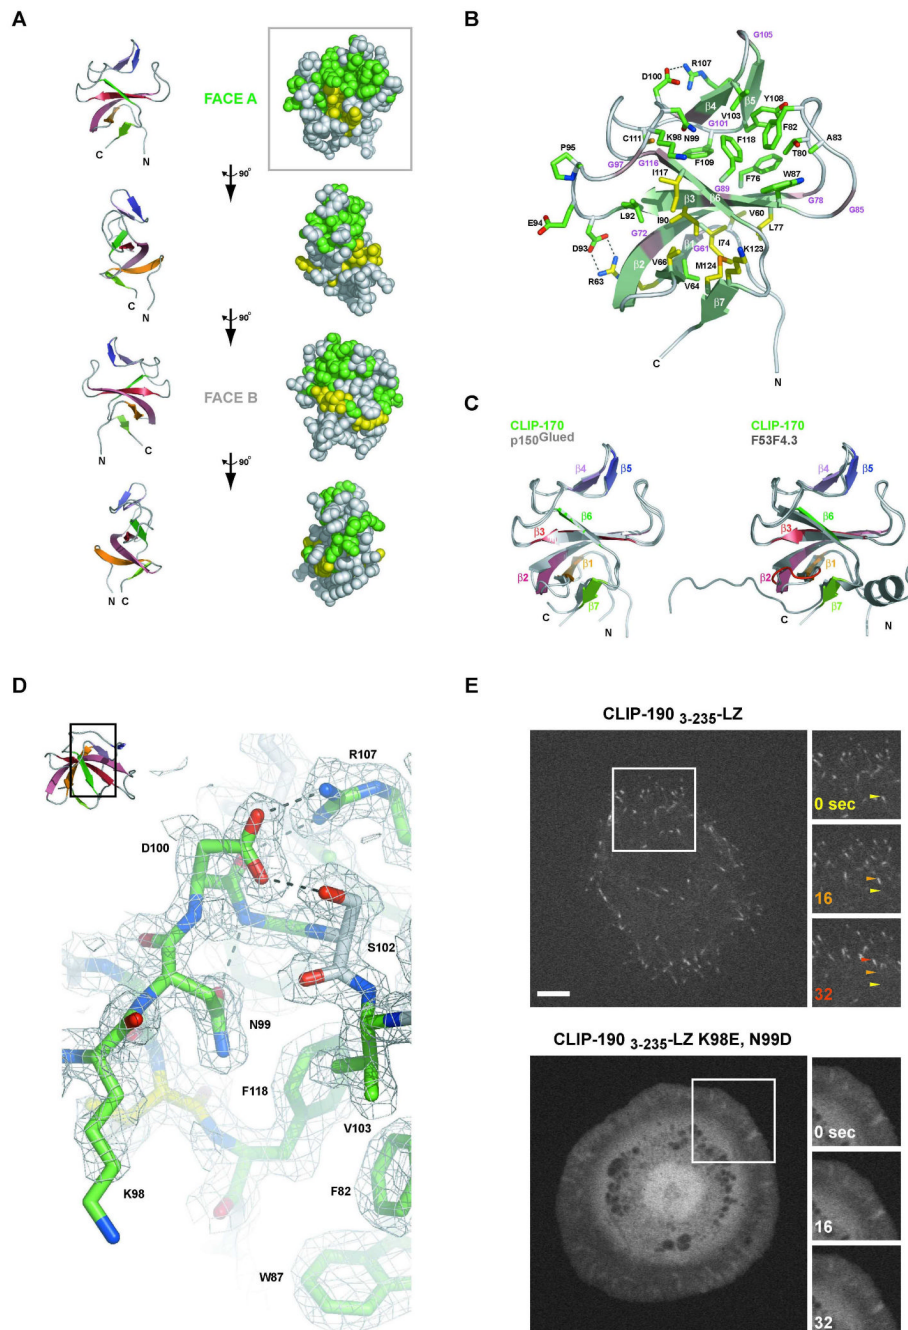 A
FACE A
C
N
90°
C
N
90°
FACE B
N
C
90°
N C
B
G105
R107
D100
β5
β4
V103
Y108
G101
F82
K98
N99
F118
C111
A83
P95
T80
F109
G97
G116
F76
W87
I117
G89
β3
β6
G78
L92
V60
G85
E94
I90
L77
G72
β1
D93
G61
I74
K123
β2
V66
R63
M124
V64
β7
C
N
C
CLIP-170
p150Glued
β4
β5
β6
β3
β2
β1
β7
C
N
CLIP-170
F53F4.3
β4
β5
β6
β3
β2
β1
β7
C
N
D
R107
D100
S102
N99
F118
V103
K98
F82
W87
E
CLIP-190 3-235-LZ
0 sec
16
32
CLIP-190 3-235-LZ K98E, N99D
0 sec
16
32